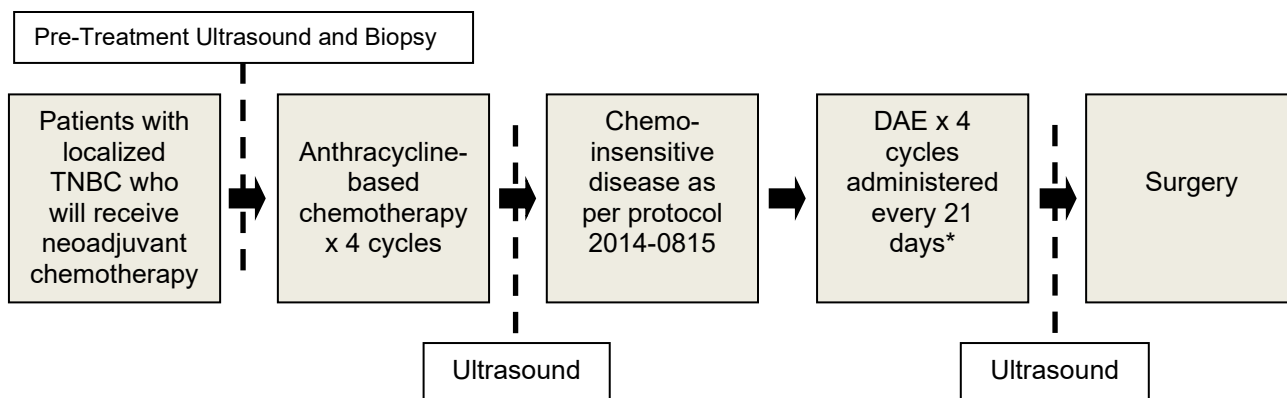 Pre-Treatment Ultrasound and Biopsy
Patients with
localized
TNBC who
will receive
neoadjuvant
chemotherapy
Anthracycline-
based
chemotherapy
x 4 cycles
Chemo-
insensitive
disease as
per protocol
2014-0815
DAE x 4
cycles
administered
every 21
days*
Surgery
Ultrasound
Ultrasound